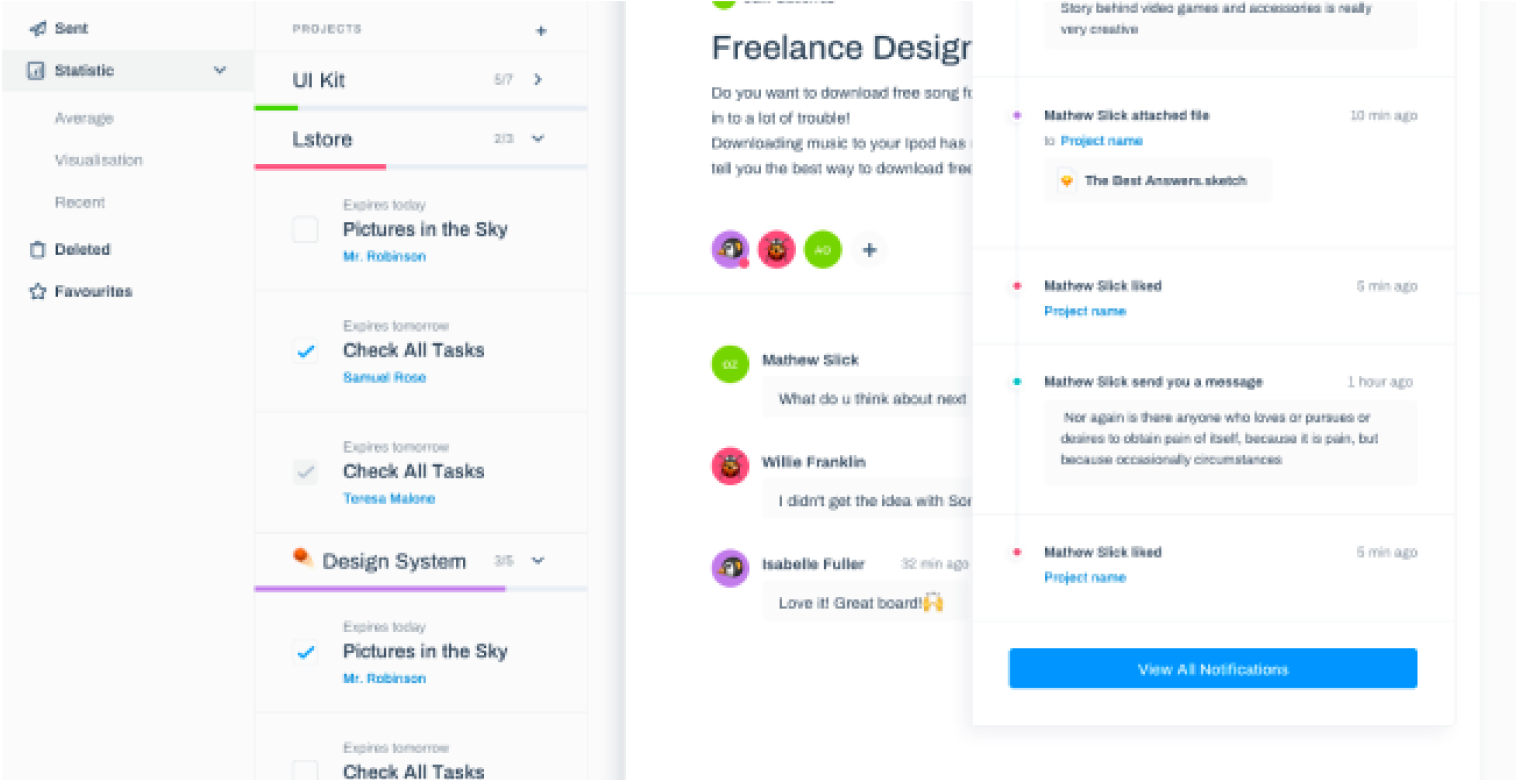 Sent
Statistic
Average
Visualisation
Recent
Deleted
Favourites
PROJECTS +
UI Kit 5/7
Lstore 2/3
Expires today
Pictures in the Sky
Mr. Robinson
Expires tomorrow
Check All Tasks
Samuel Rose
Expires tomorrow
Check All Tasks
Teresa Malone
Design System 3/5
Expires today
Pictures in the Sky
Mr. Robinson
Expires tomorrow
Check All Tasks
Freelance Design
Do you want to download free song
in to a lot of trouble!
Downloading music to your Ipod has
tell you the best way to download free
AO +
OZ
Mathew Slick
What do u think about next
Willie Franklin
I didn't get the idea with
Isabelle Fuller 32 min ago
Love it! Great board!🙌
Story behind video games and accessories is really
very creative
Mathew Slick attached file 10 min ago
to Project name
The Best Answers.sketch
Mathew Slick liked 5 min ago
Project name
Mathew Slick send you a message 1 hour ago
Nor again is there anyone who loves or pursues or
desires to obtain pain of itself, because it is pain, but
because occasionally circumstances
Mathew Slick liked 5 min ago
Project name
View All Notifications